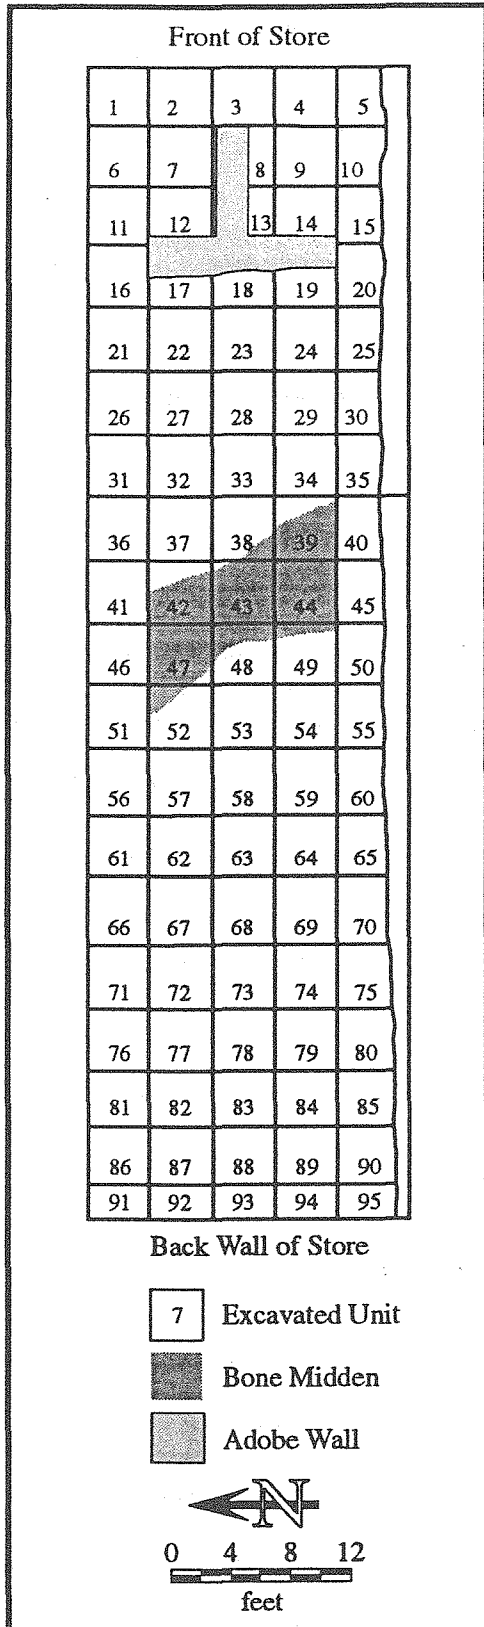 Front of Store
1 2 3 4 5
6 7 8 9 10
11 12 13 14 15
16 17 18 19 20
21 22 23 24 25
26 27 28 29 30
31 32 33 34 35
36 37 38 39 40
41 42 43 44 45
46 47 48 49 50
51 52 53 54 55
56 57 58 59 60
61 62 63 64 65
66 67 68 69 70
71 72 73 74 75
76 77 78 79 80
81 82 83 84 85
86 87 88 89 90
91 92 93 94 95
Back Wall of Store
7 Excavated Unit
Bone Midden
Adobe Wall
N
0 4 8 12
feet